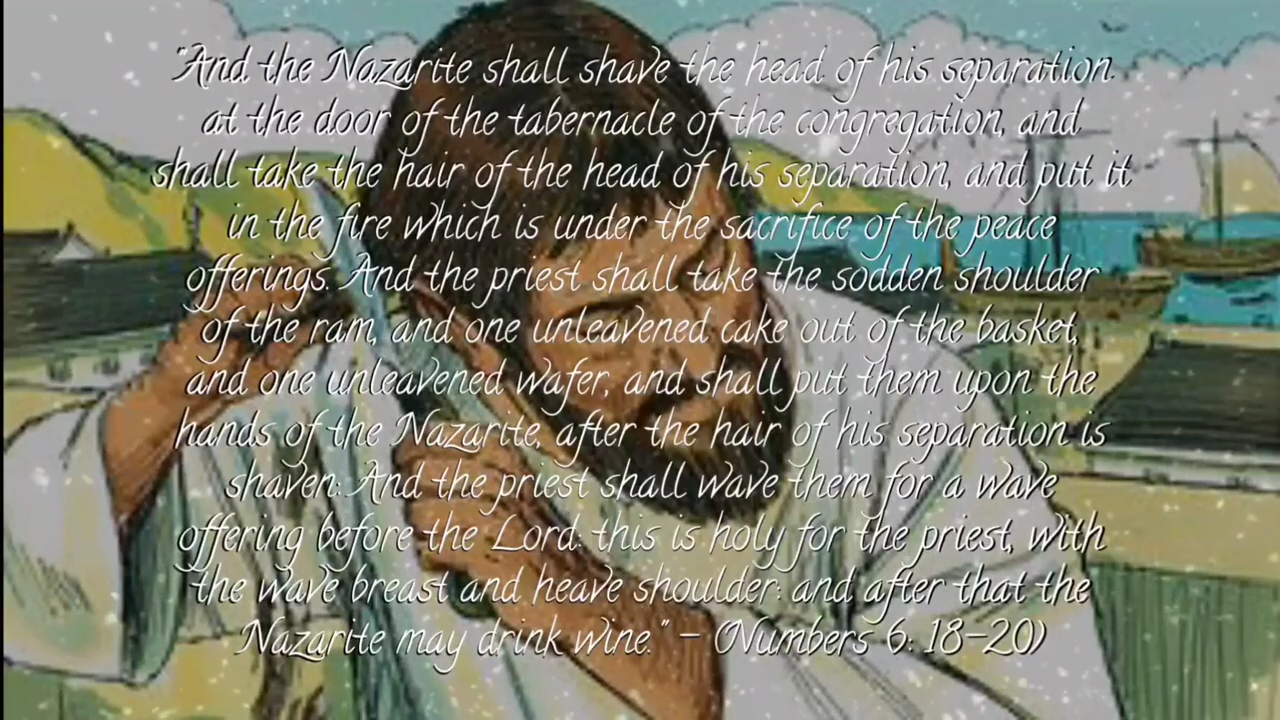 "And the Nazarite shall shave the head of his separation
at the door of the tabernacle of the congregation, and
shall take the hair of the head of his separation, and put it
in the fire which is under the sacrifice of the peace
offerings. And the priest shall take the sodden shoulder
of the ram, and one unleavened cake out of the basket,
and one unleavened wafer, and shall put them upon the
hands of the Nazarite, after the hair of his separation is
shaven: And the priest shall wave them for a wave
offering before the Lord: this is holy for the priest, with
the wave breast and heave shoulder: and after that the
Nazarite may drink wine." - (Numbers 6: 18-20)